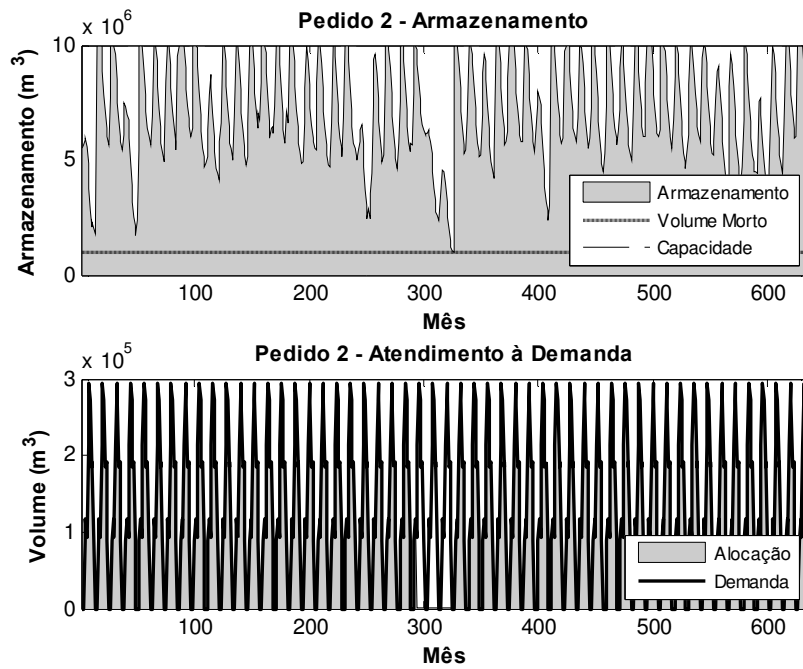 Pedido 2 - Armazenamento
x 10^6
10
5
0
Armazenamento (m^3)
Armazenamento
Volume Morto
Capacidade
100 200 300 400 500 600
Mês
Pedido 2 - Atendimento à Demanda
x 10^5
3
2
1
0
Volume (m^3)
Alocação
Demanda
100 200 300 400 500 600
Mês